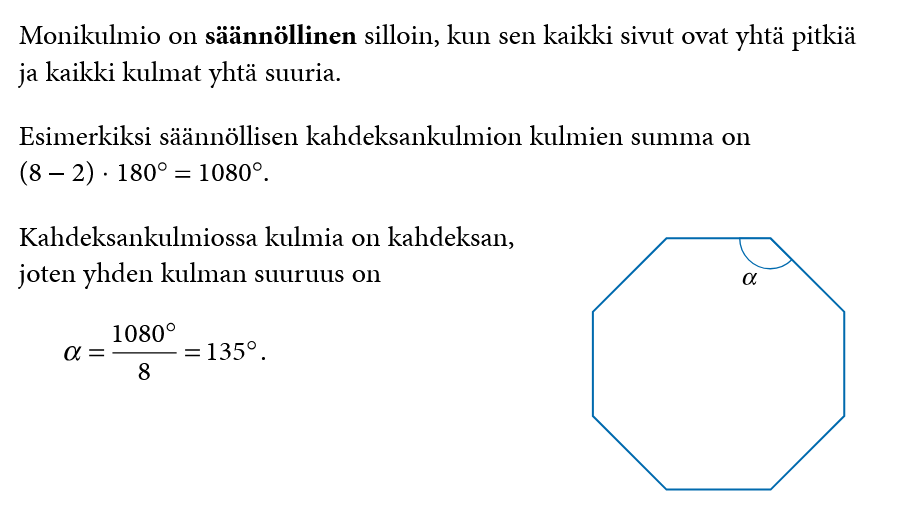 Monikulmio on säännöllinen silloin, kun sen kaikki sivut ovat yhtä pitkiä
ja kaikki kulmat yhtä suuria.
Esimerkiksi säännöllisen kahdeksankulmion kulmien summa on
(8 − 2) · 180° = 1080°.
Kahdeksankulmiossa kulmia on kahdeksan,
joten yhden kulman suuruus on
α = 1080° / 8 = 135°.
α